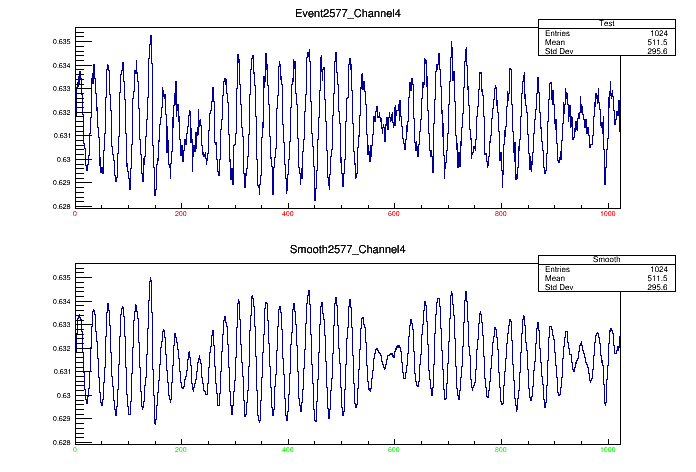 Event2577_Channel4
Test
Entries 1024
Mean 511.5
Std Dev 295.6
0.635
0.634
0.633
0.632
0.631
0.63
0.629
0.628
0 200 400 600 800 1000
Smooth2577_Channel4
Smooth
Entries 1024
Mean 511.5
Std Dev 295.6
0.635
0.634
0.633
0.632
0.631
0.63
0.629
0.628
0 200 400 600 800 1000